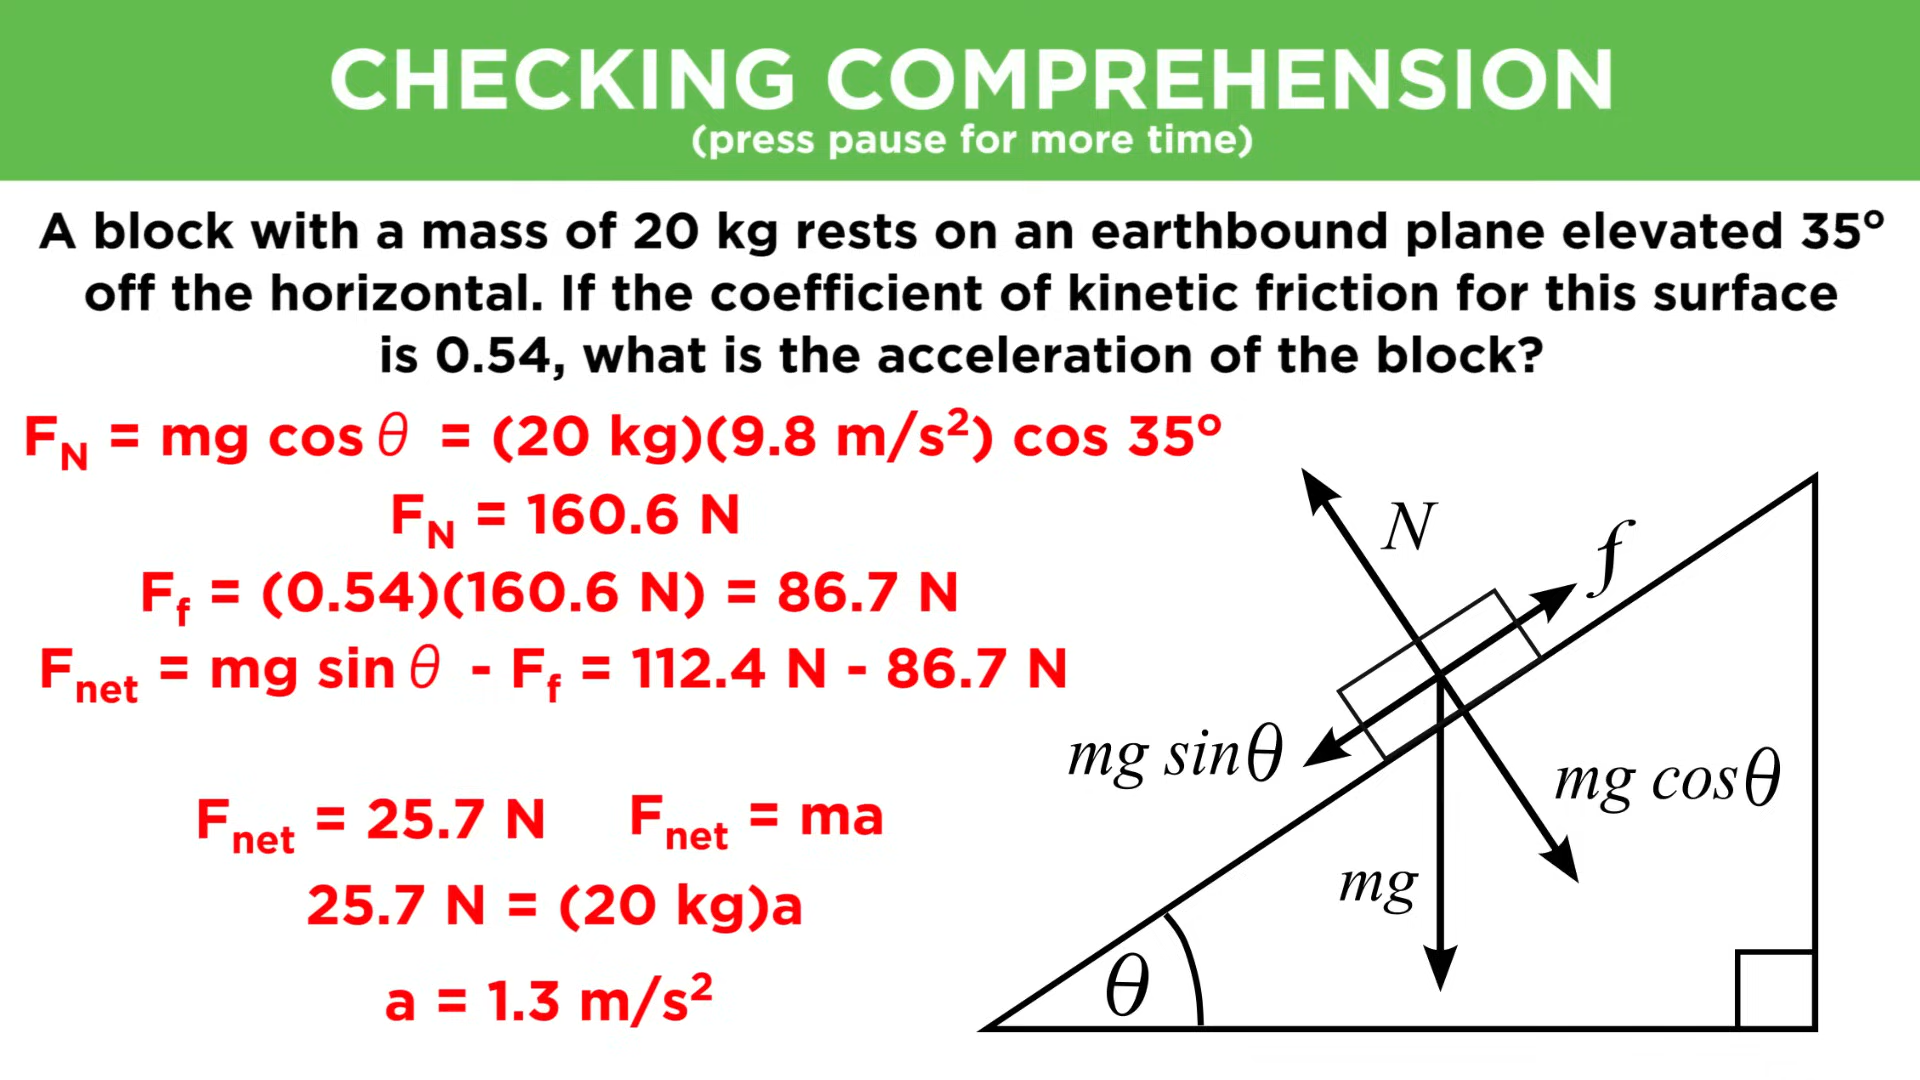 CHECKING COMPREHENSION
(press pause for more time)
A block with a mass of 20 kg rests on an earthbound plane elevated 35º
off the horizontal. If the coefficient of kinetic friction for this surface
is 0.54, what is the acceleration of the block?
F_N = mg cos θ = (20 kg)(9.8 m/s²) cos 35º
F_N = 160.6 N
F_f = (0.54)(160.6 N) = 86.7 N
F_net = mg sin θ - F_f = 112.4 N - 86.7 N
F_net = 25.7 N F_net = ma
25.7 N = (20 kg)a
a = 1.3 m/s²
N
f
mg sinθ
mg cosθ
mg
θ